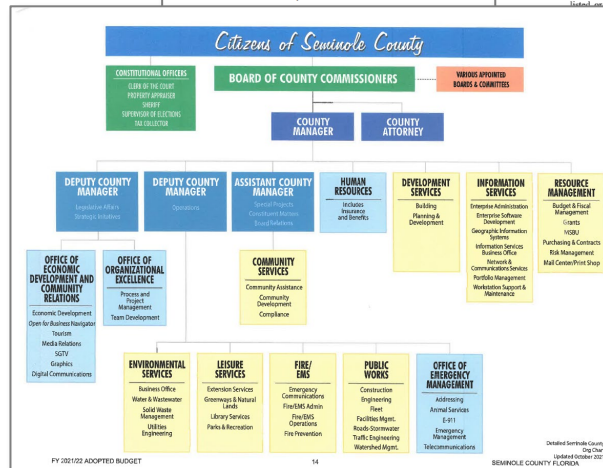 Citizens of Seminole County
CONSTITUTIONAL OFFICERS
CLERK OF THE COURT
PROPERTY APPRAISER
SHERIFF
SUPERVISOR OF ELECTIONS
TAX COLLECTOR
BOARD OF COUNTY COMMISSIONERS
VARIOUS APPOINTED
BOARDS & COMMITTEES
COUNTY
MANAGER
COUNTY
ATTORNEY
DEPUTY COUNTY
MANAGER
Legislative Affairs
Strategic Initiatives
DEPUTY COUNTY
MANAGER
Operations
ASSISTANT COUNTY
MANAGER
Special Projects
Constituent Matters
Board Relations
HUMAN
RESOURCES
Includes
Insurance
and Benefits
DEVELOPMENT
SERVICES
Building
Planning &
Development
INFORMATION
SERVICES
Enterprise Administration
Enterprise Software
Development
Geographic Information
Systems
Information Services
Business Office
Network &
Communications Services
Portfolio Management
Workstation Support &
Maintenance
RESOURCE
MANAGEMENT
Budget & Fiscal
Management
Grants
MSBU
Purchasing & Contracts
Risk Management
Mail Center/Print Shop
OFFICE OF
ECONOMIC
DEVELOPMENT AND
COMMUNITY
RELATIONS
Economic Development
Open for Business Navigator
Tourism
Media Relations
SGTV
Graphics
Digital Communications
OFFICE OF
ORGANIZATIONAL
EXCELLENCE
Process and
Project
Management
Team Development
COMMUNITY
SERVICES
Community Assistance
Community
Development
Compliance
ENVIRONMENTAL
SERVICES
Business Office
Water & Wastewater
Solid Waste
Management
Utilities
Engineering
LEISURE
SERVICES
Extension Services
Greenways & Natural
Lands
Library Services
Parks & Recreation
FIRE/
EMS
Emergency
Communications
Fire/EMS Admin
Fire/EMS
Operations
Fire Prevention
PUBLIC
WORKS
Construction
Engineering
Fleet
Facilities Mgmt.
Roads-Stormwater
Traffic Engineering
Watershed Mgmt.
OFFICE OF
EMERGENCY
MANAGEMENT
Addressing
Animal Services
E-911
Emergency
Management
Telecommunications
Detailed Seminole County
Org Chart
Updated October 2021
FY 2021/22 ADOPTED BUDGET
14
SEMINOLE COUNTY FLORIDA